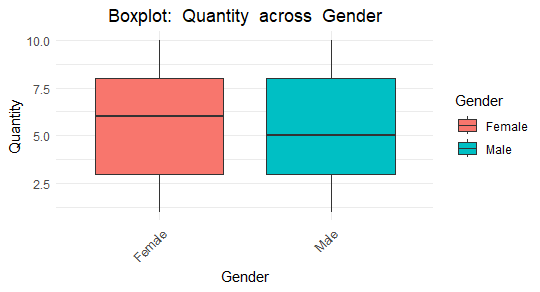 Boxplot: Quantity across Gender
10.0
7.5
5.0
2.5
Quantity
Female
Male
Gender
Gender
Female
Male